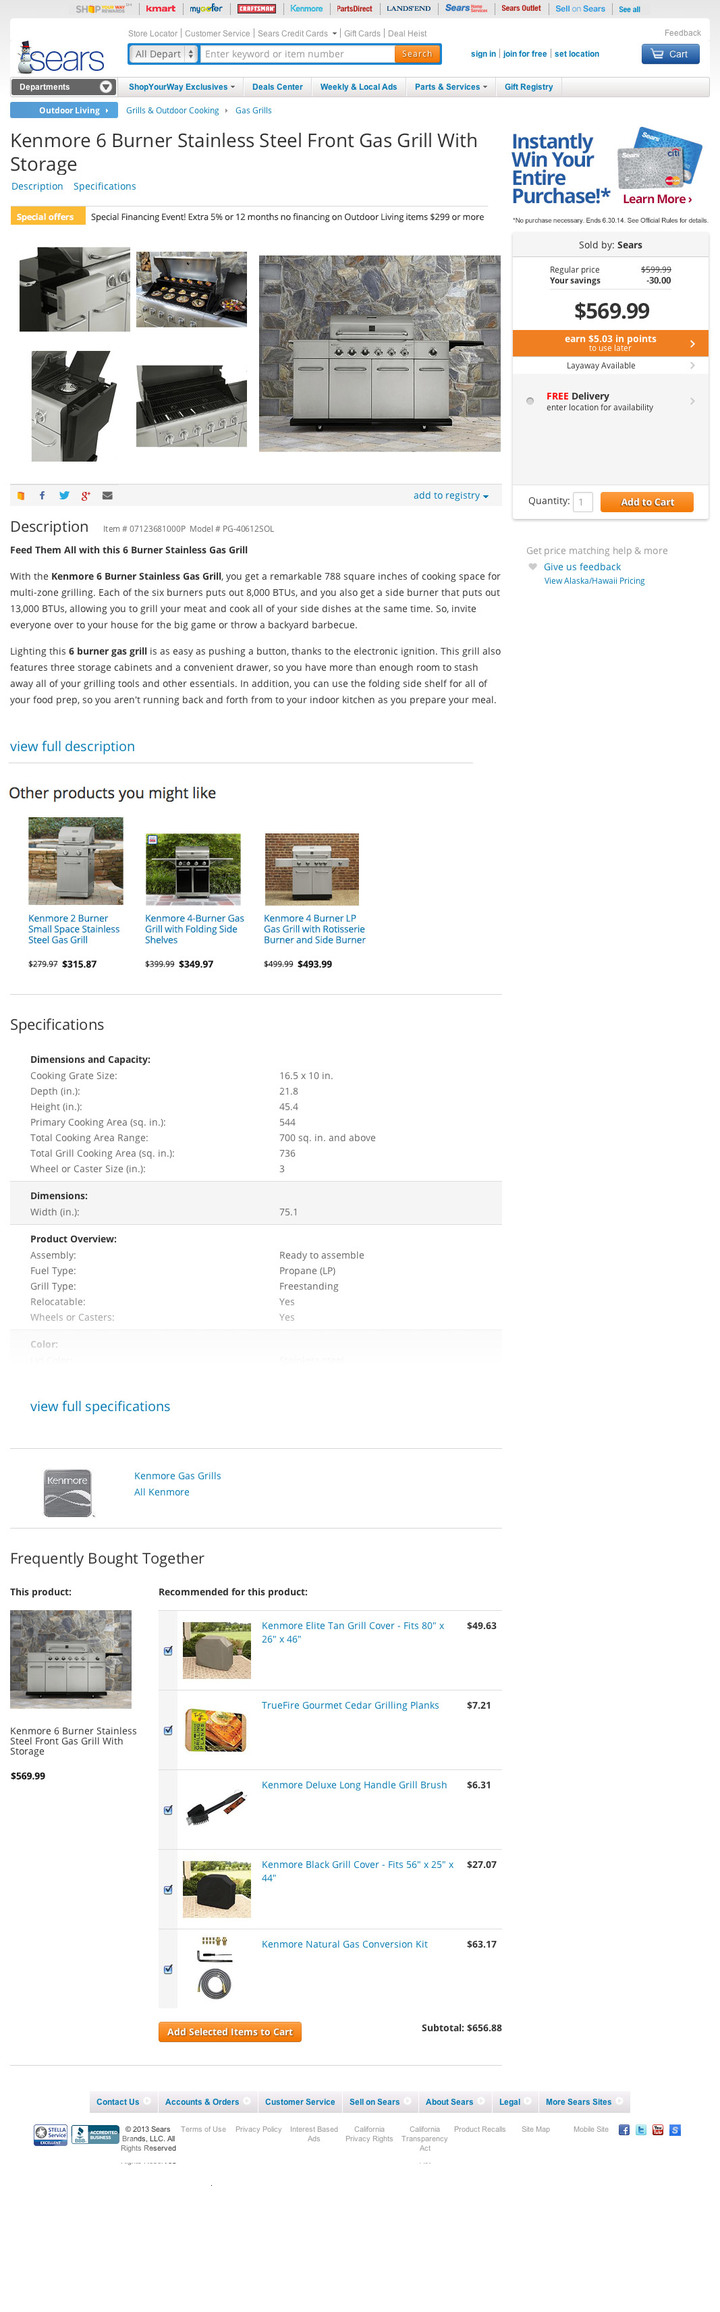 SHOP YOUR WAY REWARDS kmart mygofer CRAFTSMAN Kenmore PartsDirect LANDS'END Sears Home Services Sears Outlet Sell on Sears See all
Store Locator | Customer Service | Sears Credit Cards | Gift Cards | Deal Heist
Feedback
sears
All Depart
Enter keyword or item number
Search
sign in | join for free | set location
Cart
Departments
ShopYourWay Exclusives
Deals Center
Weekly & Local Ads
Parts & Services
Gift Registry
Outdoor Living
Grills & Outdoor Cooking
Gas Grills
Kenmore 6 Burner Stainless Steel Front Gas Grill With
Storage
Description Specifications
Special offers
Special Financing Event! Extra 5% or 12 months no financing on Outdoor Living items $299 or more
Instantly
Win Your
Entire
Purchase!*
Sears
Sears
citi
Learn More ›
*No purchase necessary. Ends 6.30.14. See Official Rules for details.
Sold by: Sears
Regular price $599.99
Your savings -30.00
$569.99
earn $5.03 in points
to use later
Layaway Available
FREE Delivery
enter location for availability
Quantity: 1
Add to Cart
Get price matching help & more
Give us feedback
View Alaska/Hawaii Pricing
add to registry
Description Item # 07123681000P Model # PG-40612SOL
Feed Them All with this 6 Burner Stainless Gas Grill
With the Kenmore 6 Burner Stainless Gas Grill, you get a remarkable 788 square inches of cooking space for
multi-zone grilling. Each of the six burners puts out 8,000 BTUs, and you also get a side burner that puts out
13,000 BTUs, allowing you to grill your meat and cook all of your side dishes at the same time. So, invite
everyone over to your house for the big game or throw a backyard barbecue.
Lighting this 6 burner gas grill is as easy as pushing a button, thanks to the electronic ignition. This grill also
features three storage cabinets and a convenient drawer, so you have more than enough room to stash
away all of your grilling tools and other essentials. In addition, you can use the folding side shelf for all of
your food prep, so you aren't running back and forth from to your indoor kitchen as you prepare your meal.
view full description
Other products you might like
Kenmore 2 Burner
Small Space Stainless
Steel Gas Grill
$279.97 $315.87
Kenmore 4-Burner Gas
Grill with Folding Side
Shelves
$399.99 $349.97
Kenmore 4 Burner LP
Gas Grill with Rotisserie
Burner and Side Burner
$499.99 $493.99
Specifications
Dimensions and Capacity:
Cooking Grate Size: 16.5 x 10 in.
Depth (in.): 21.8
Height (in.): 45.4
Primary Cooking Area (sq. in.): 544
Total Cooking Area Range: 700 sq. in. and above
Total Grill Cooking Area (sq. in.): 736
Wheel or Caster Size (in.): 3
Dimensions:
Width (in.): 75.1
Product Overview:
Assembly: Ready to assemble
Fuel Type: Propane (LP)
Grill Type: Freestanding
Relocatable: Yes
Wheels or Casters: Yes
Color:
view full specifications
Kenmore
Kenmore Gas Grills
All Kenmore
Frequently Bought Together
This product:
Recommended for this product:
Kenmore 6 Burner Stainless
Steel Front Gas Grill With
Storage
$569.99
Kenmore Elite Tan Grill Cover - Fits 80" x
26" x 46"
$49.63
TrueFire Gourmet Cedar Grilling Planks $7.21
Kenmore Deluxe Long Handle Grill Brush $6.31
Kenmore Black Grill Cover - Fits 56" x 25" x
44"
$27.07
Kenmore Natural Gas Conversion Kit $63.17
Add Selected Items to Cart
Subtotal: $656.88
Contact Us
Accounts & Orders
Customer Service
Sell on Sears
About Sears
Legal
More Sears Sites
STELLA
Service
EXCELLENT
BBB ACCREDITED
BUSINESS
© 2013 Sears
Brands, LLC. All
Rights Reserved
Terms of Use
Privacy Policy
Interest Based
Ads
California
Privacy Rights
California
Transparency
Act
Product Recalls
Site Map
Mobile Site